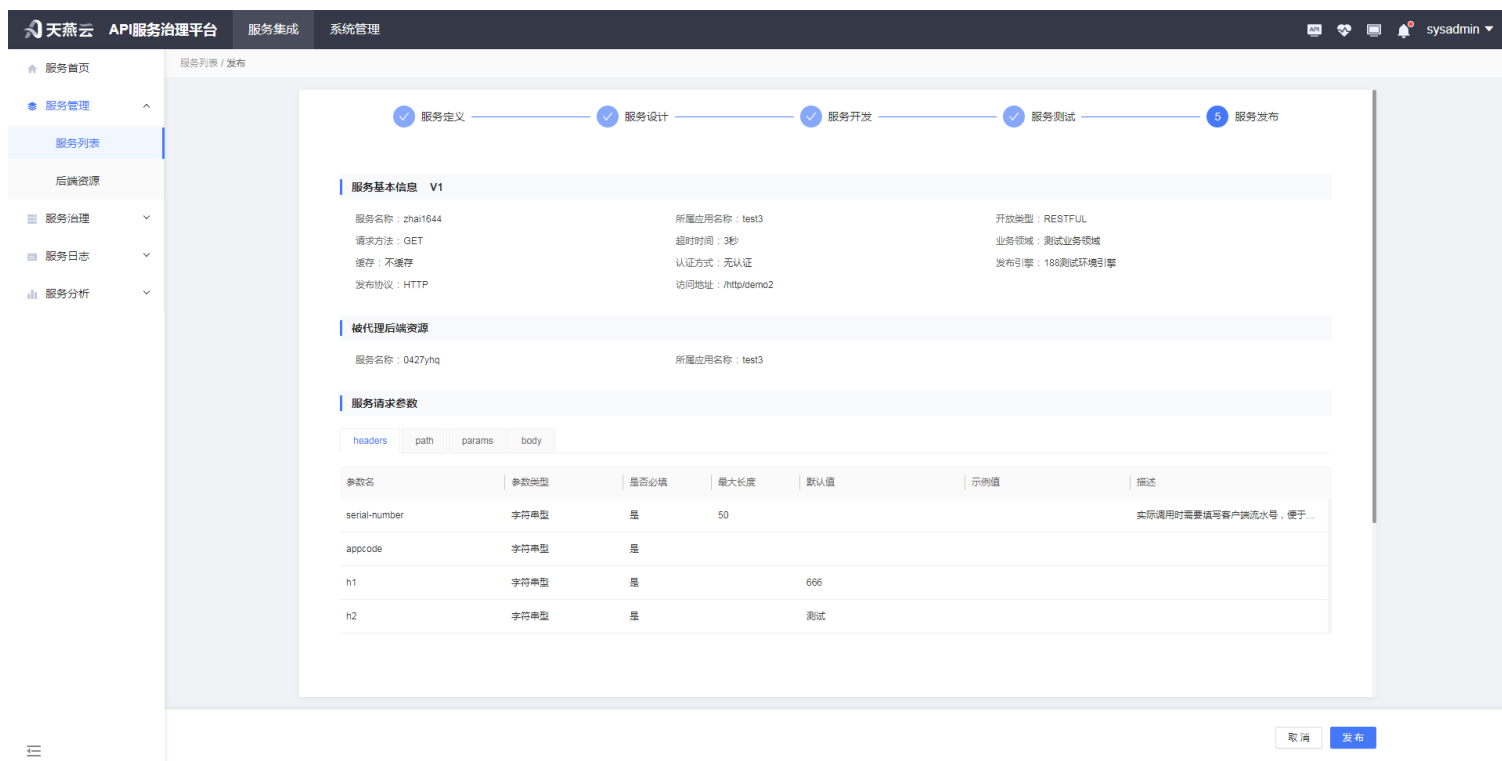 天燕云 API服务治理平台 服务集成 系统管理 API sysadmin
服务首页
服务管理
服务列表
后端资源
服务治理
服务日志
服务分析
服务列表 / 发布
服务定义 服务设计 服务开发 服务测试 5 服务发布
服务基本信息 V1
服务名称：zhai1644 所属应用名称：test3 开放类型：RESTFUL
请求方法：GET 超时时间：3秒 业务领域：测试业务领域
缓存：不缓存 认证方式：无认证 发布引擎：188测试环境引擎
发布协议：HTTP 访问地址：/http/demo2
被代理后端资源
服务名称：0427yhq 所属应用名称：test3
服务请求参数
headers path params body
参数名 参数类型 是否必填 最大长度 默认值 示例值 描述
serial-number 字符串型 是 50 实际调用时需要填写客户端流水号，便于...
appcode 字符串型 是
h1 字符串型 是 666
h2 字符串型 是 测试
取消 发布